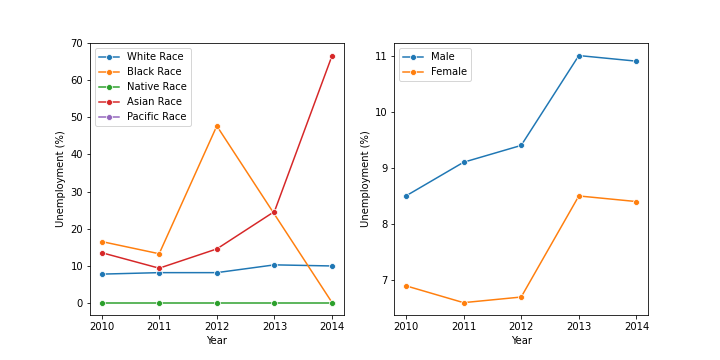 70
60
50
40
30
20
10
0
Unemployment (%)
White Race
Black Race
Native Race
Asian Race
Pacific Race
2010 2011 2012 2013 2014
Year
11
10
9
8
7
Unemployment (%)
Male
Female
2010 2011 2012 2013 2014
Year